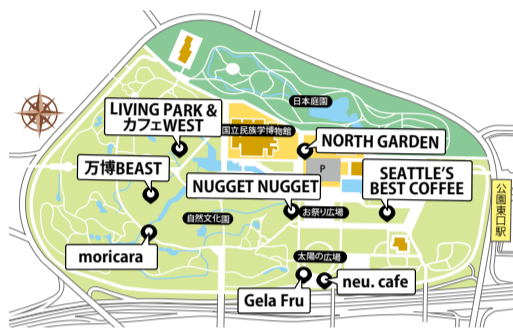 日本庭園
LIVING PARK &
カフェWEST
国立民族学博物館
NORTH GARDEN
P
万博BEAST
SEATTLE'S
BEST COFFEE
NUGGET NUGGET
お祭り広場
自然文化園
公園東口駅
moricara
太陽の広場
Gela Fru
neu. cafe